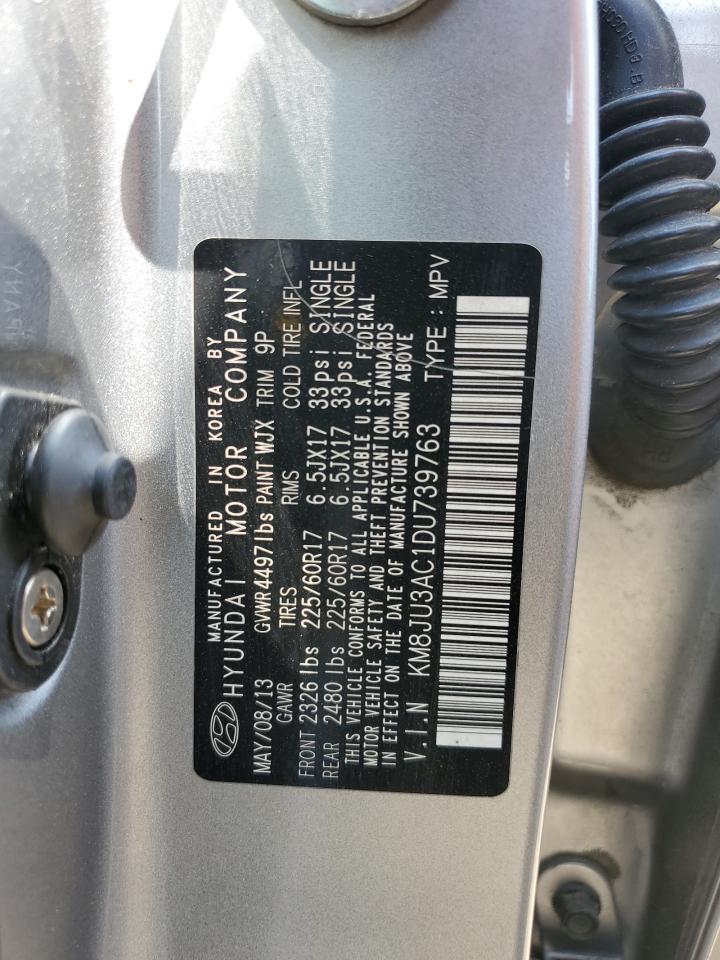 MANUFACTURED IN KOREA BY
HYUNDAI MOTOR COMPANY
MAY/08/13 GVWR 4497lbs PAINT WJX TRIM 9P
GAWR TIRES RIMS COLD TIRE INFL
FRONT 2326 lbs 225/60R17 6.5JX17 33psi SINGLE
REAR 2480 lbs 225/60R17 6.5JX17 33psi SINGLE
THIS VEHICLE CONFORMS TO ALL APPLICABLE U.S.A. FEDERAL
MOTOR VEHICLE SAFETY AND THEFT PREVENTION STANDARDS
IN EFFECT ON THE DATE OF MANUFACTURE SHOWN ABOVE
V.I.N KM8JU3AC1DU739763 TYPE : MPV